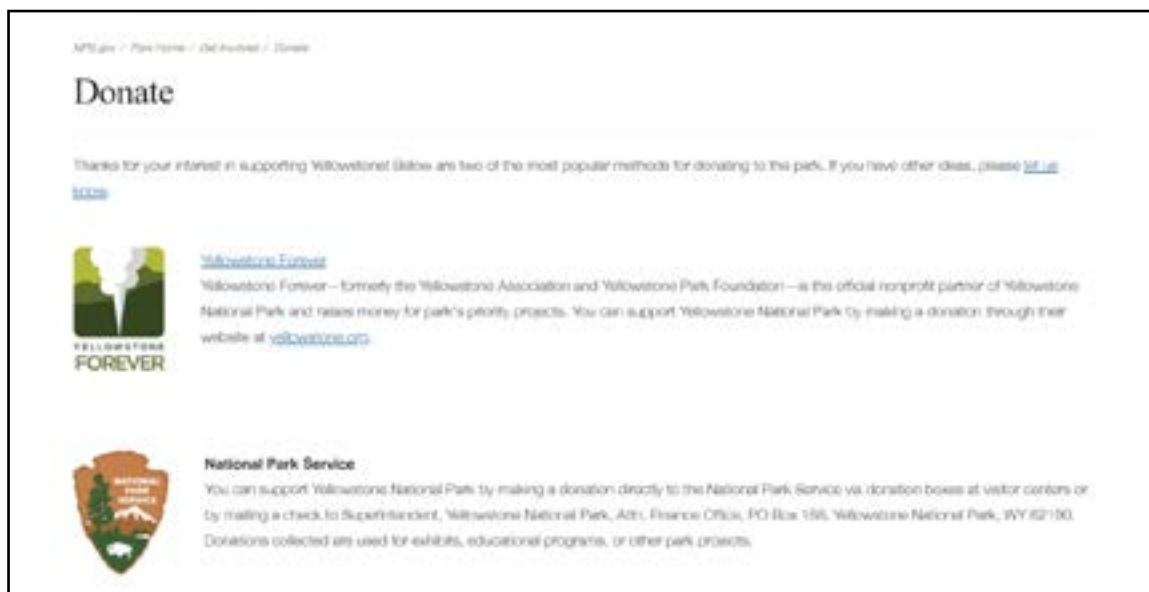 NPS.gov / Park Home / Get Involved / Donate
Donate
Thanks for your interest in supporting Yellowstone! Below are two of the most popular methods for donating to the park. If you have other ideas, please let us
know.
Yellowstone Forever
Yellowstone Forever – formerly the Yellowstone Association and Yellowstone Park Foundation – is the official nonprofit partner of Yellowstone
National Park and raises money for park's priority projects. You can support Yellowstone National Park by making a donation through their
website at yellowstone.org.
YELLOWSTONE
FOREVER
NATIONAL
PARK
SERVICE
National Park Service
You can support Yellowstone National Park by making a donation directly to the National Park Service via donation boxes at visitor centers or
by mailing a check to Superintendent, Yellowstone National Park, Attn, Finance Office, PO Box Yellowstone National Park, WY
Donations collected are used for exhibits, educational programs, or other park projects.